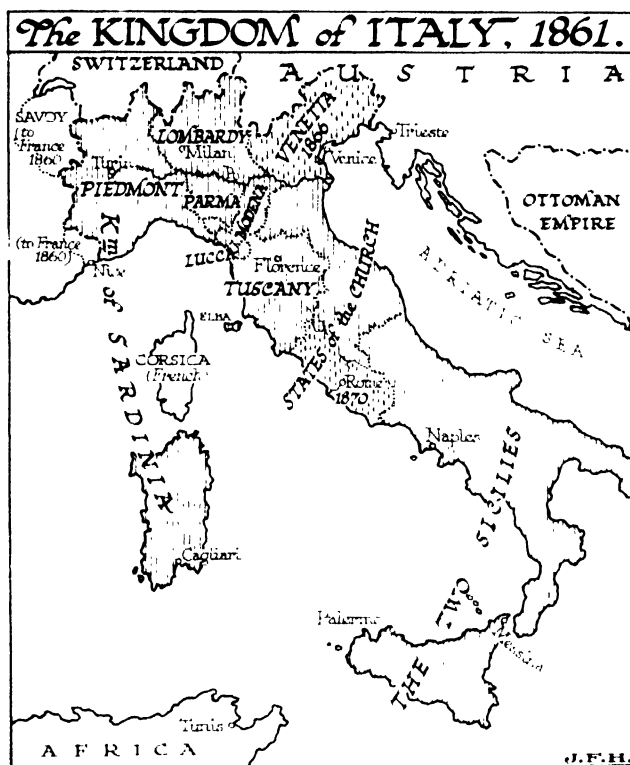 The KINGDOM of ITALY, 1861.
SWITZERLAND
AUSTRIA
SAVOY
(to
France
1860
LOMBARDY
Milan
VENETIA
1866
Trieste
Venice
Turin
PIEDMONT
PARMA
MODENA
OTTOMAN
EMPIRE
(to France
1860)
Nice
LUCCA
Florence
TUSCANY
STATES of the CHURCH
ADRIATIC SEA
Km of SARDINIA
ELBA
CORSICA
(French)
Rome
1870
Naples
THE TWO SICILIES
Cagliari
Palermo
Messina
Tunis
AFRICA
J.F.H.